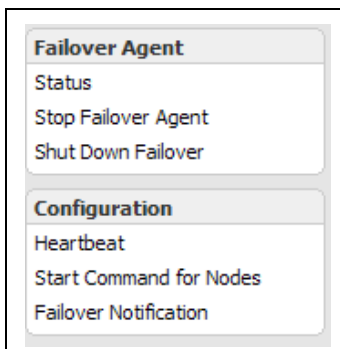 Failover Agent
Status
Stop Failover Agent
Shut Down Failover
Configuration
Heartbeat
Start Command for Nodes
Failover Notification